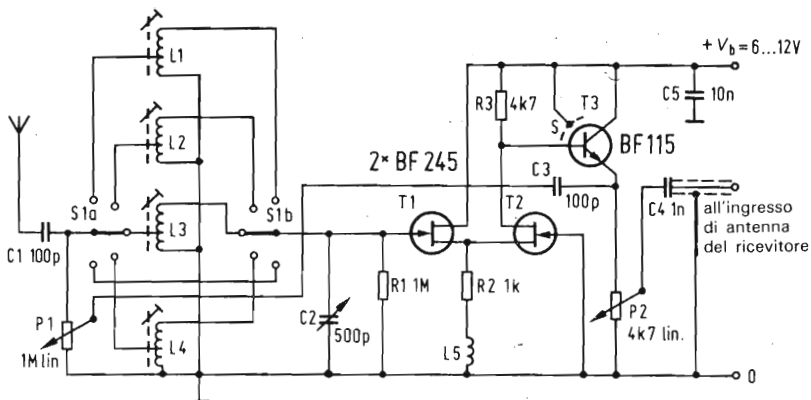 L1
+ Vb = 6...12V
R3
4k7
T3
C5
10n
S
L2
2× BF 245
BF115
C3
100p
S1a
L3
S1b
T1
T2
C4 1n
all'ingresso
di antenna
del ricevitore
C1 100p
R1 1M
R2 1k
P1
C2
500p
P2
4k7 lin.
1M lin
L4
L5
0